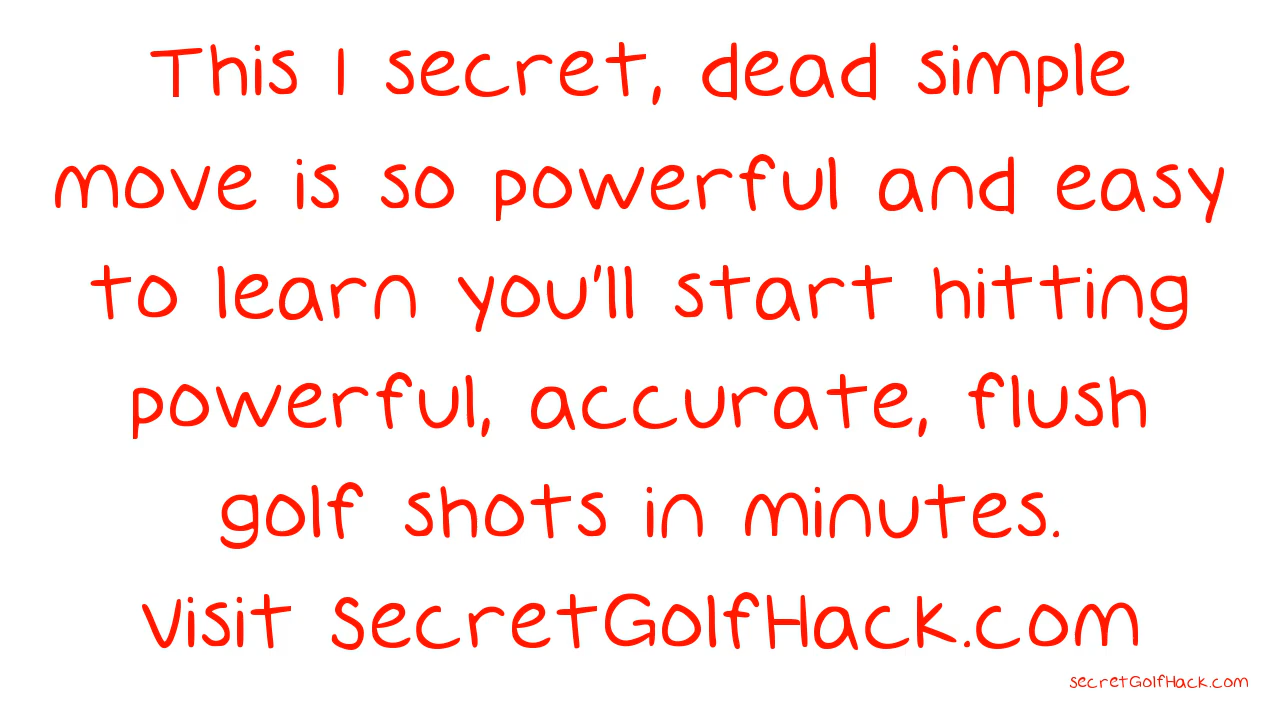 This 1 secret, dead simple
move is so powerful and easy
to learn you'll start hitting
powerful, accurate, flush
golf shots in minutes.
Visit SecretGolfHack.com
secretGolfHack.com